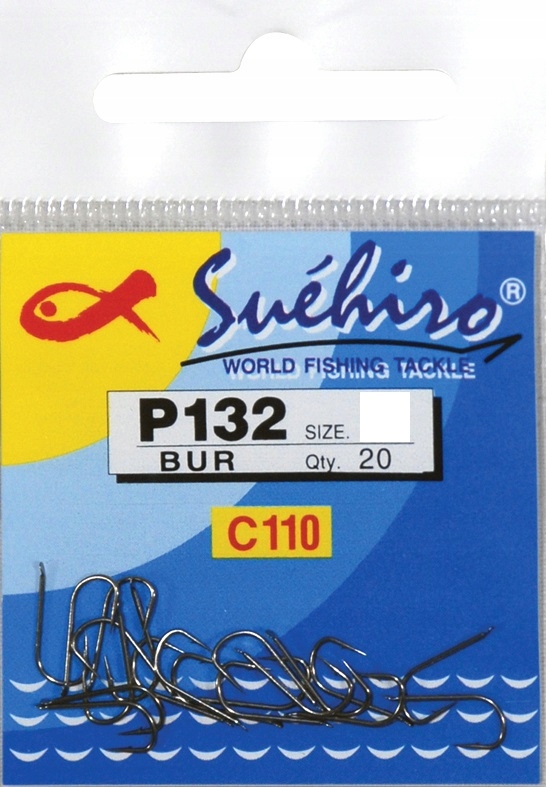 Suéhiro®
WORLD FISHING TACKLE
P132 SIZE.
BUR Qty. 20
C110